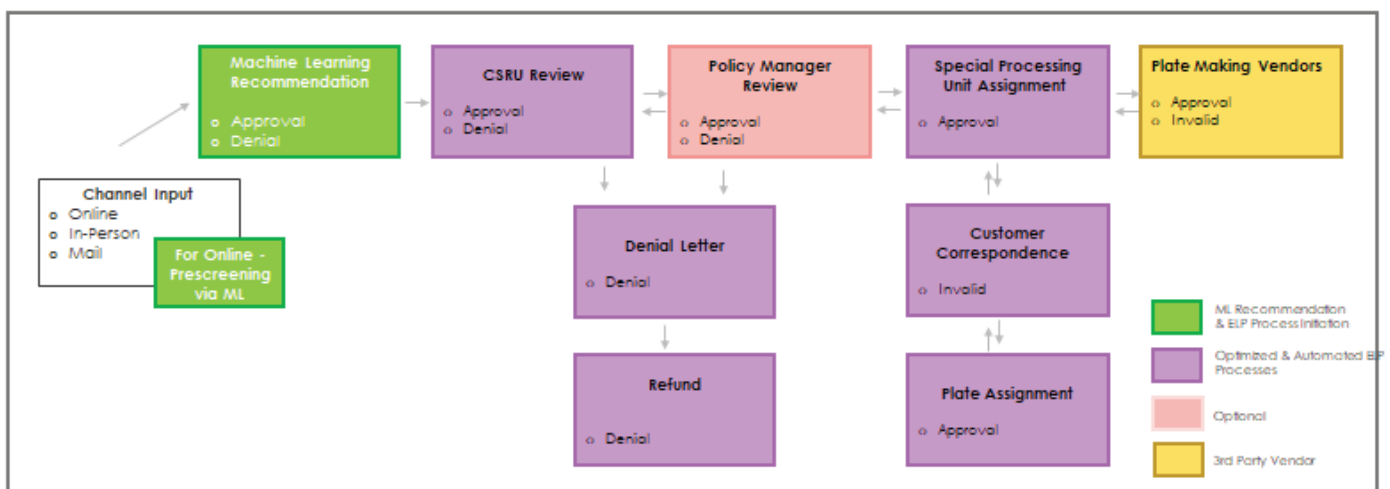 Machine Learning
Recommendation
o Approval
o Denial
CSRU Review
o Approval
o Denial
Policy Manager
Review
o Approval
o Denial
Special Processing
Unit Assignment
o Approval
Plate Making Vendors
o Approval
o Invalid
Channel Input
o Online
o In-Person
o Mail
For Online -
Prescreening
via ML
Denial Letter
o Denial
Customer
Correspondence
o Invalid
Refund
o Denial
Plate Assignment
o Approval
ML Recommendation
& ELP Process Initiation
Optimized & Automated ELP
Processes
Optional
3rd Party Vendor